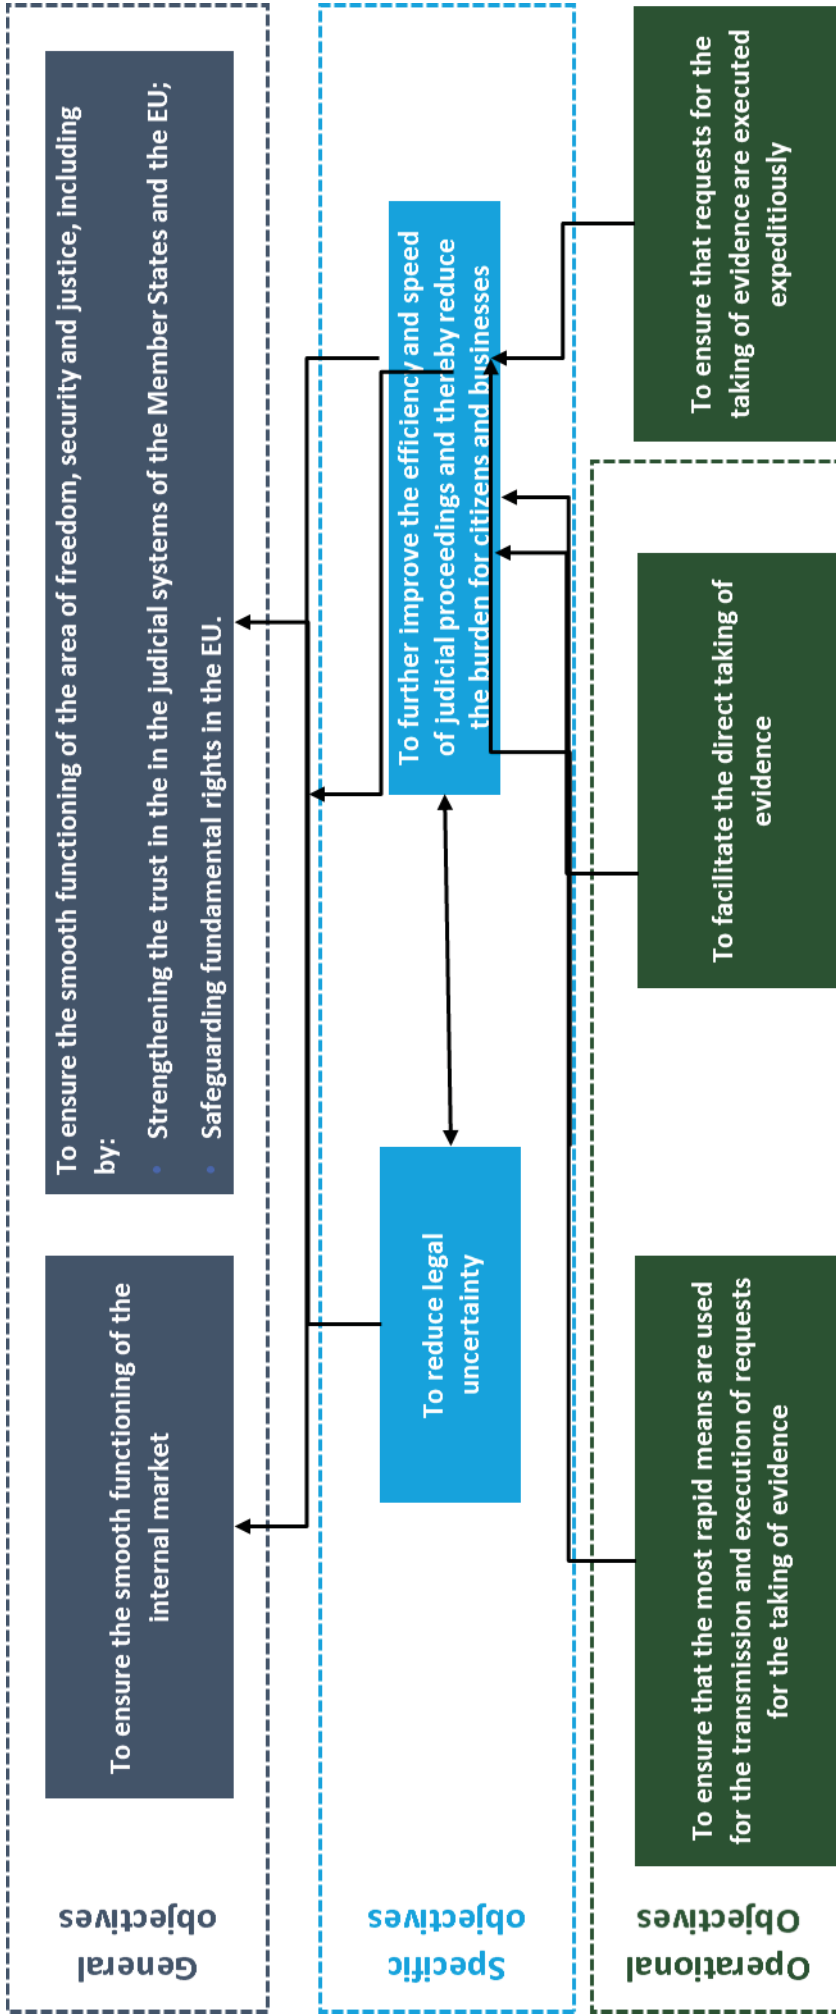 General
objectives
To ensure the smooth functioning of the
internal market
To ensure the smooth functioning of the area of freedom, security and justice, including
by:
• Strengthening the trust in the in the judicial systems of the Member States and the EU;
• Safeguarding fundamental rights in the EU.
Specific
objectives
To reduce legal
uncertainty
To further improve the efficiency and speed
of judicial proceedings and thereby reduce
the burden for citizens and businesses
Operational
Objectives
To ensure that the most rapid means are used
for the transmission and execution of requests
for the taking of evidence
To facilitate the direct taking of
evidence
To ensure that requests for the
taking of evidence are executed
expeditiously